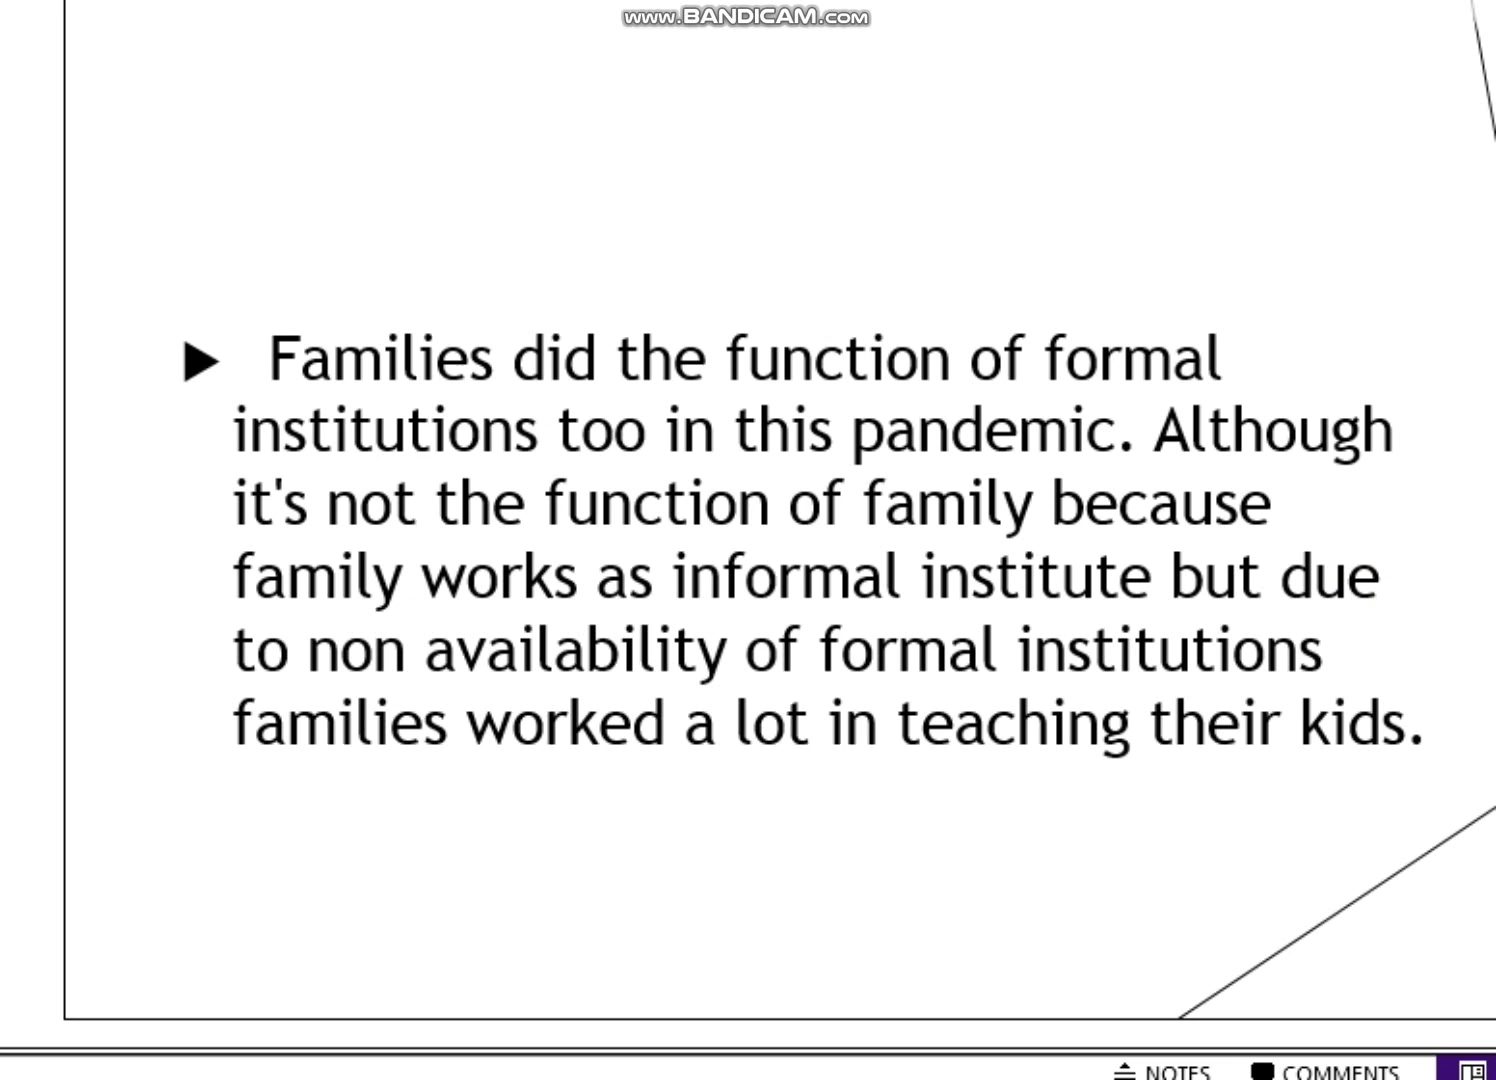 www.BANDICAM.com
Families did the function of formal
institutions too in this pandemic. Although
it's not the function of family because
family works as informal institute but due
to non availability of formal institutions
families worked a lot in teaching their kids.
NOTES COMMENTS